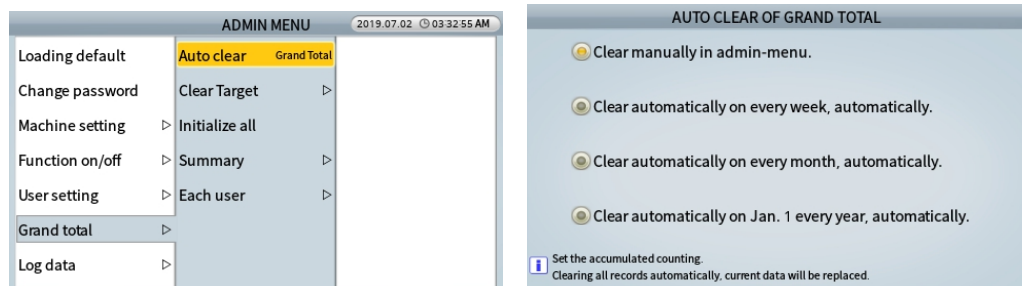 ADMIN MENU
2019.07.02 03:32:55 AM
Loading default
Change password
Machine setting
Function on/off
User setting
Grand total
Log data
Auto clear Grand Total
Clear Target
Initialize all
Summary
Each user
AUTO CLEAR OF GRAND TOTAL
Clear manually in admin-menu.
Clear automatically on every week, automatically.
Clear automatically on every month, automatically.
Clear automatically on Jan. 1 every year, automatically.
i
Set the accumulated counting.
Clearing all records automatically, current data will be replaced.